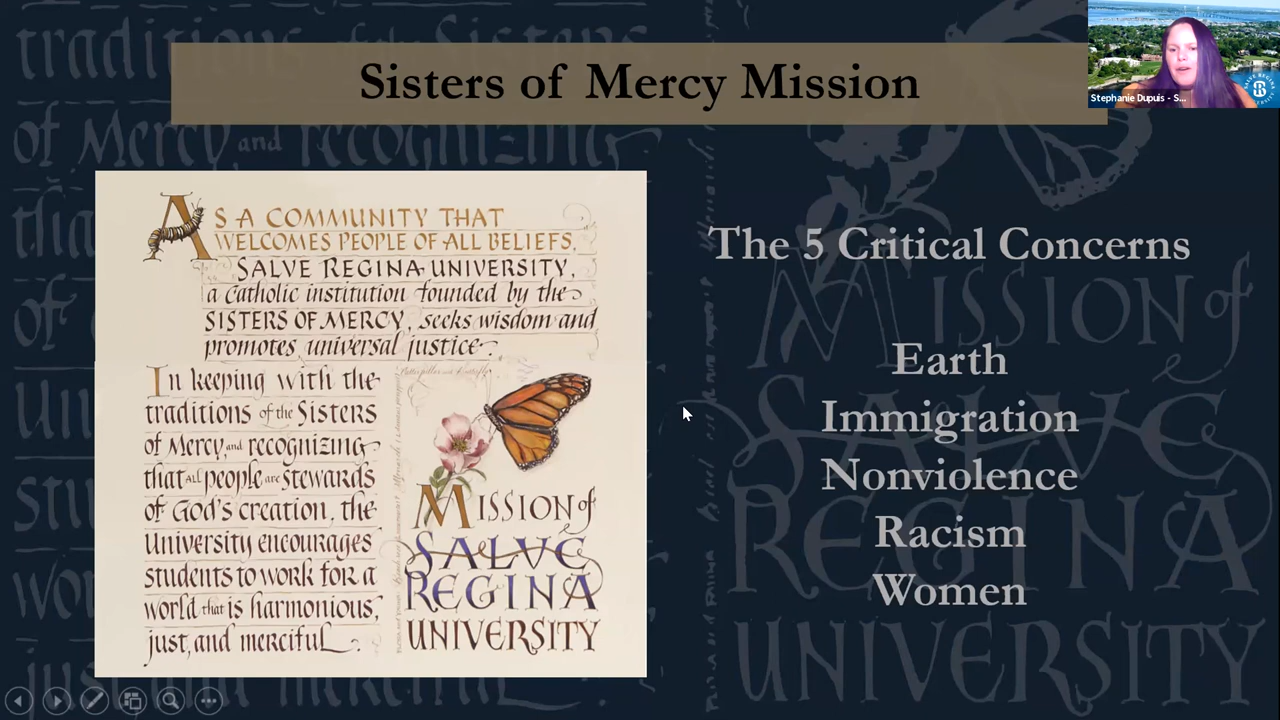 Sisters of Mercy Mission
Stephanie Dupuis - S...
AS A COMMUNITY THAT
WELCOMES PEOPLE OF ALL BELIEFS,
SALVE REGINA UNIVERSITY,
a Catholic institution founded by the
SISTERS OF MERCY, seeks wisdom and
promotes universal justice.
In keeping with the
traditions of the Sisters
of Mercy, and recognizing
that all people are stewards
of God's creation, the
University encourages
students to work for a
world that is harmonious,
just, and merciful.
Caterpillar and Butterfly
MISSION of
SALVE
REGINA
UNIVERSITY
The 5 Critical Concerns
Earth
Immigration
Nonviolence
Racism
Women